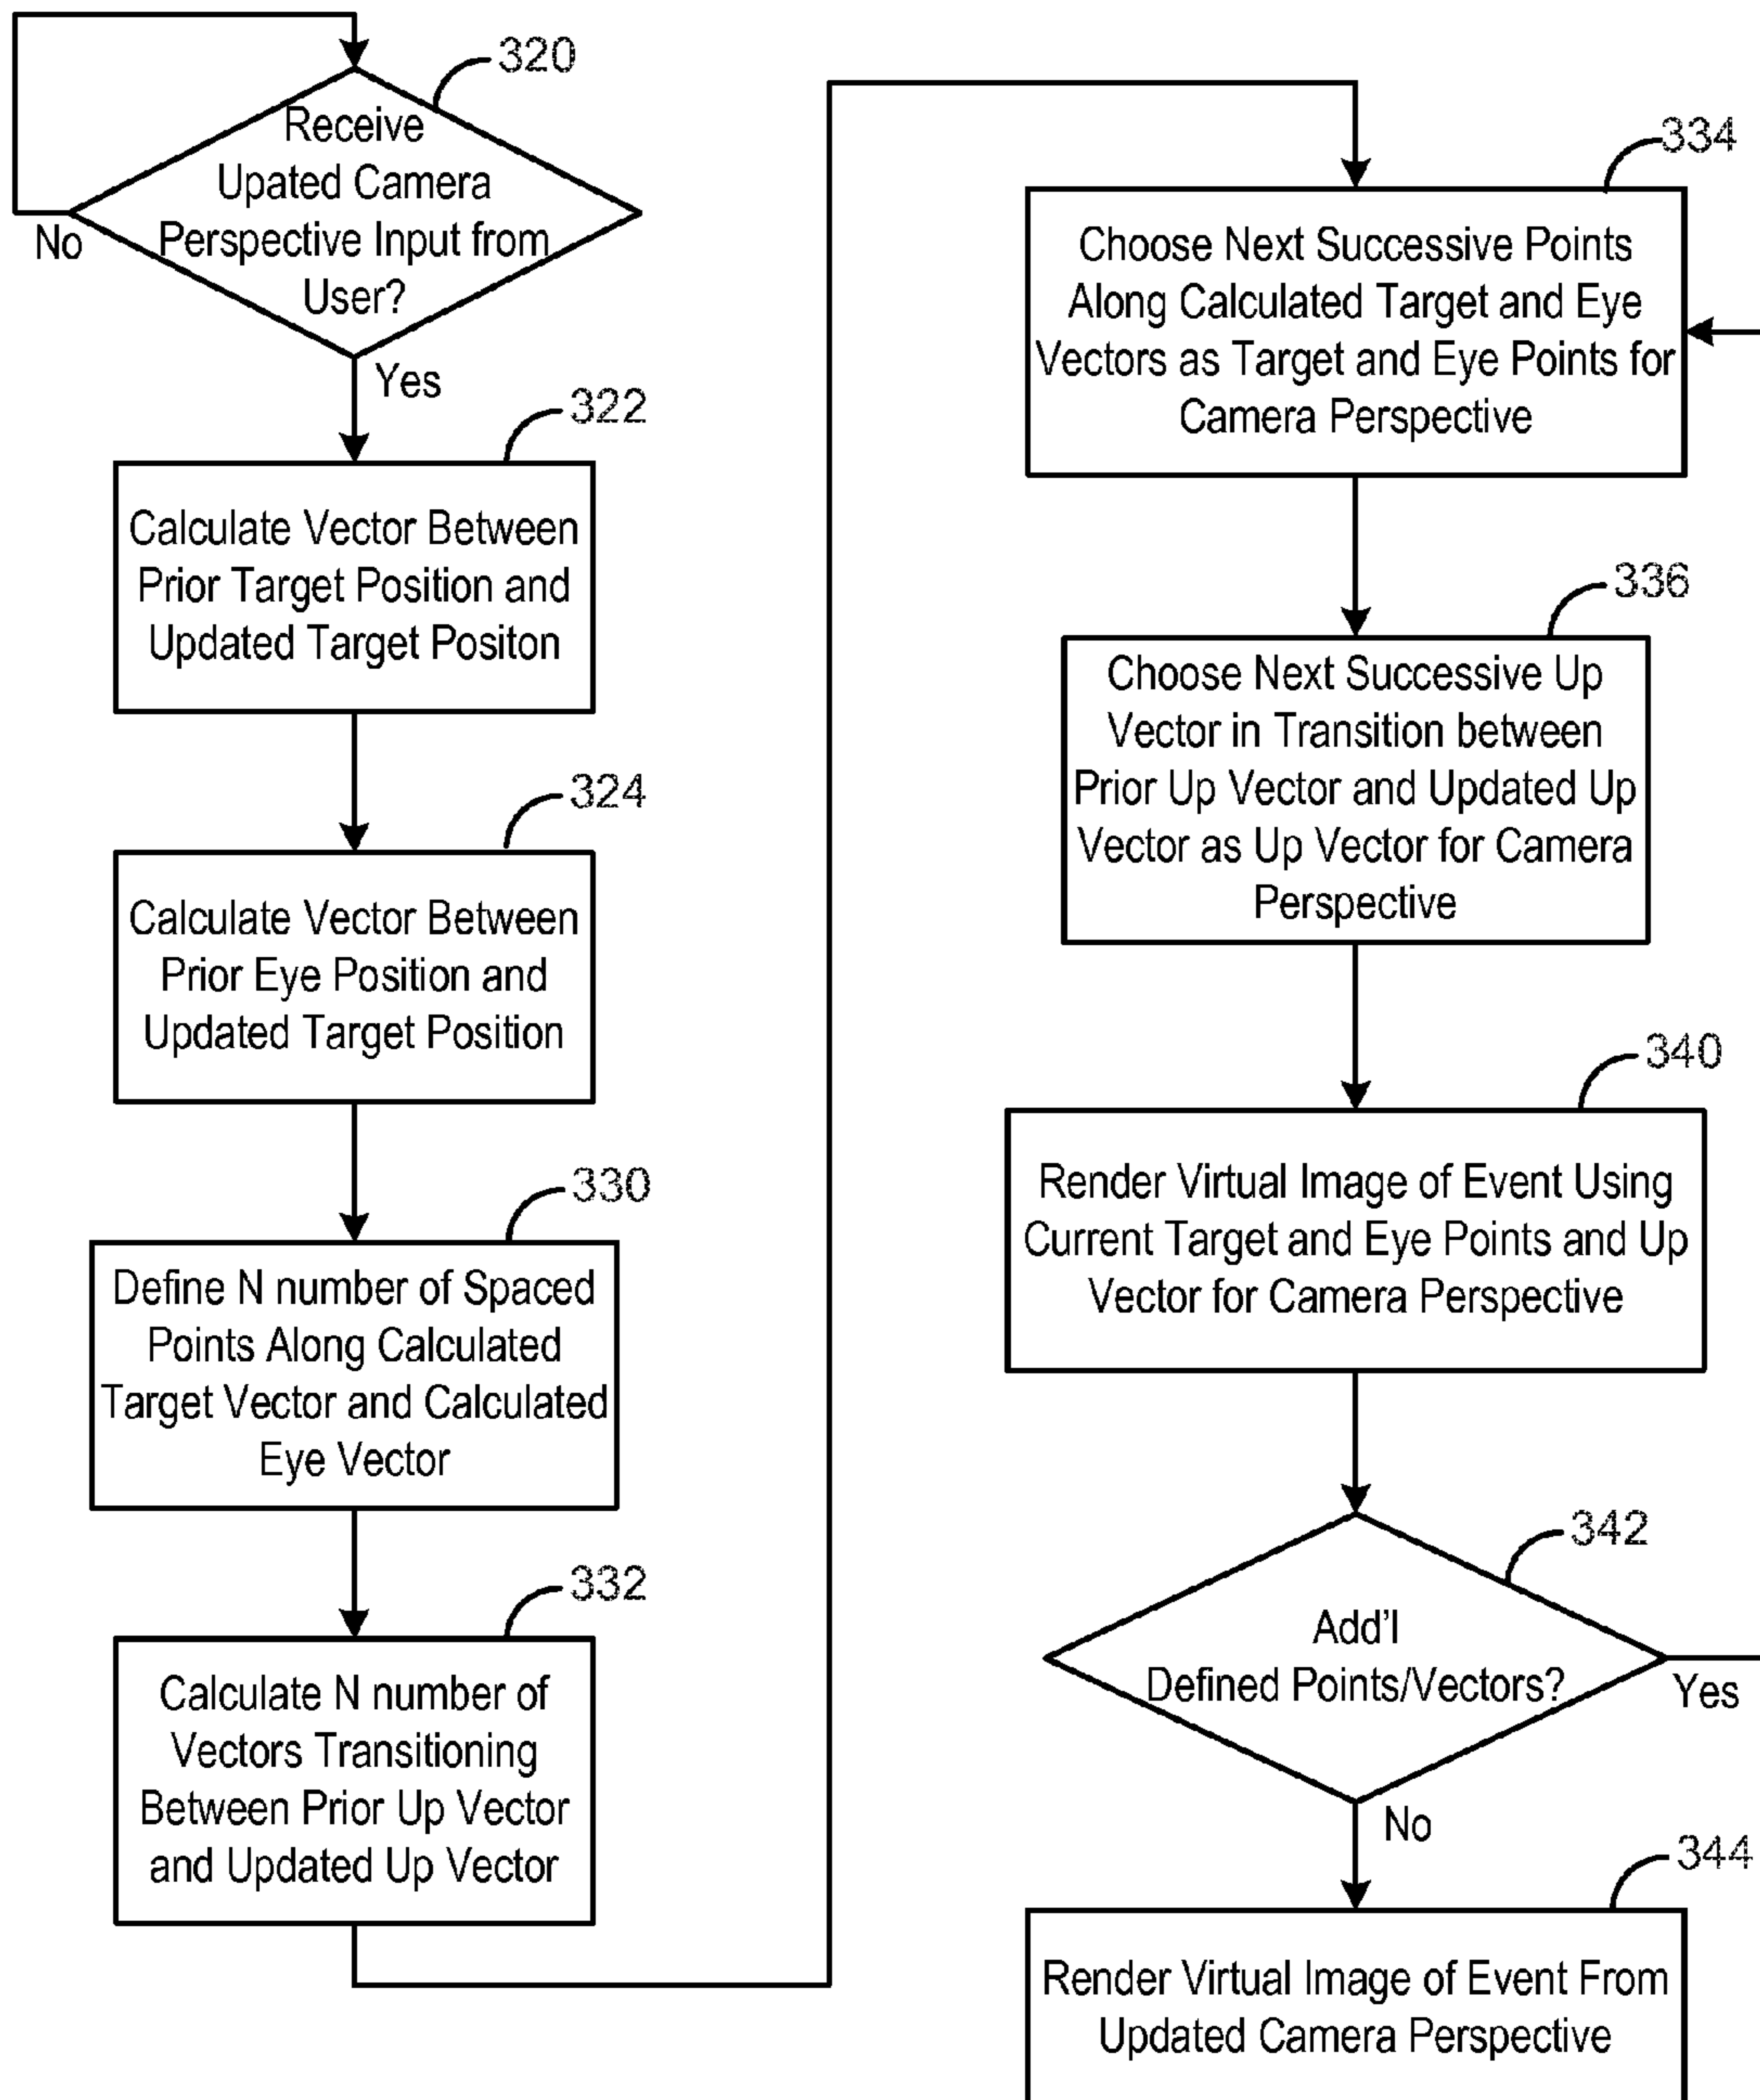 320
Receive
Upated Camera
Perspective Input from
User?
No
Yes
322
Calculate Vector Between
Prior Target Position and
Updated Target Positon
324
Calculate Vector Between
Prior Eye Position and
Updated Target Position
330
Define N number of Spaced
Points Along Calculated
Target Vector and Calculated
Eye Vector
332
Calculate N number of
Vectors Transitioning
Between Prior Up Vector
and Updated Up Vector
334
Choose Next Successive Points
Along Calculated Target and Eye
Vectors as Target and Eye Points for
Camera Perspective
336
Choose Next Successive Up
Vector in Transition between
Prior Up Vector and Updated Up
Vector as Up Vector for Camera
Perspective
340
Render Virtual Image of Event Using
Current Target and Eye Points and Up
Vector for Camera Perspective
342
Add'l
Defined Points/Vectors?
Yes
No
344
Render Virtual Image of Event From
Updated Camera Perspective